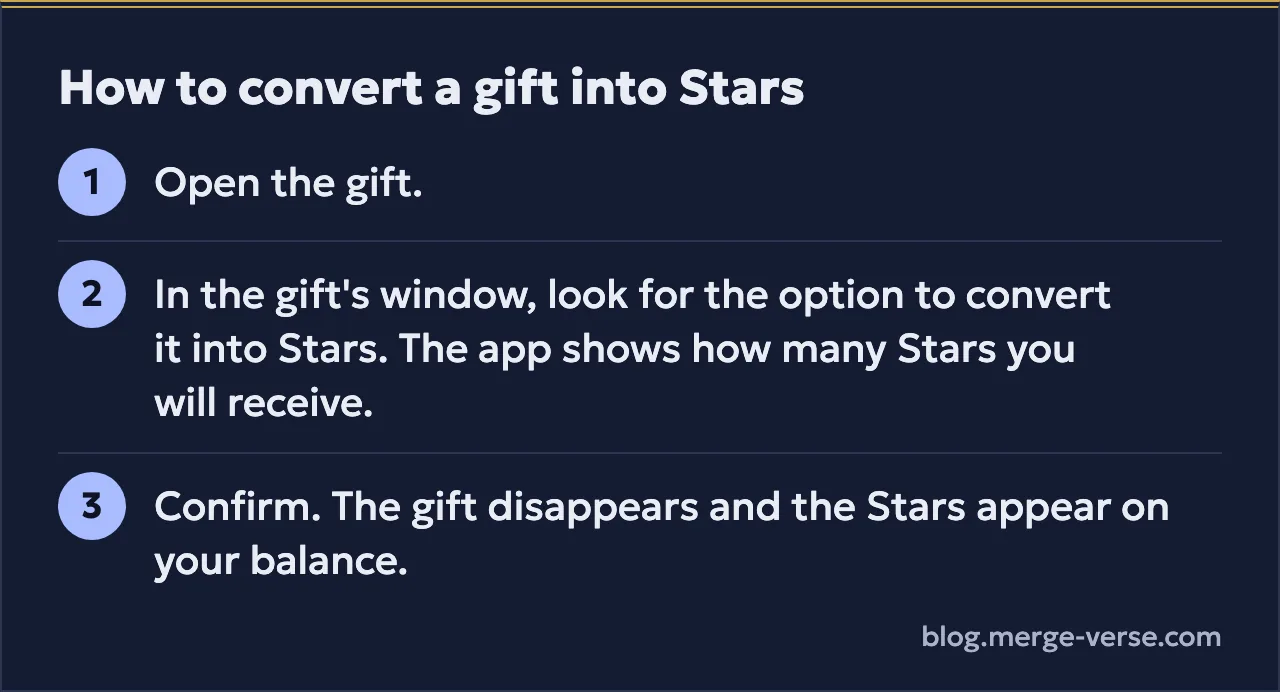 How to convert a gift into Stars
1
Open the gift.
2
In the gift's window, look for the option to convert
it into Stars. The app shows how many Stars you
will receive.
3
Confirm. The gift disappears and the Stars appear on
your balance.
blog.merge-verse.com